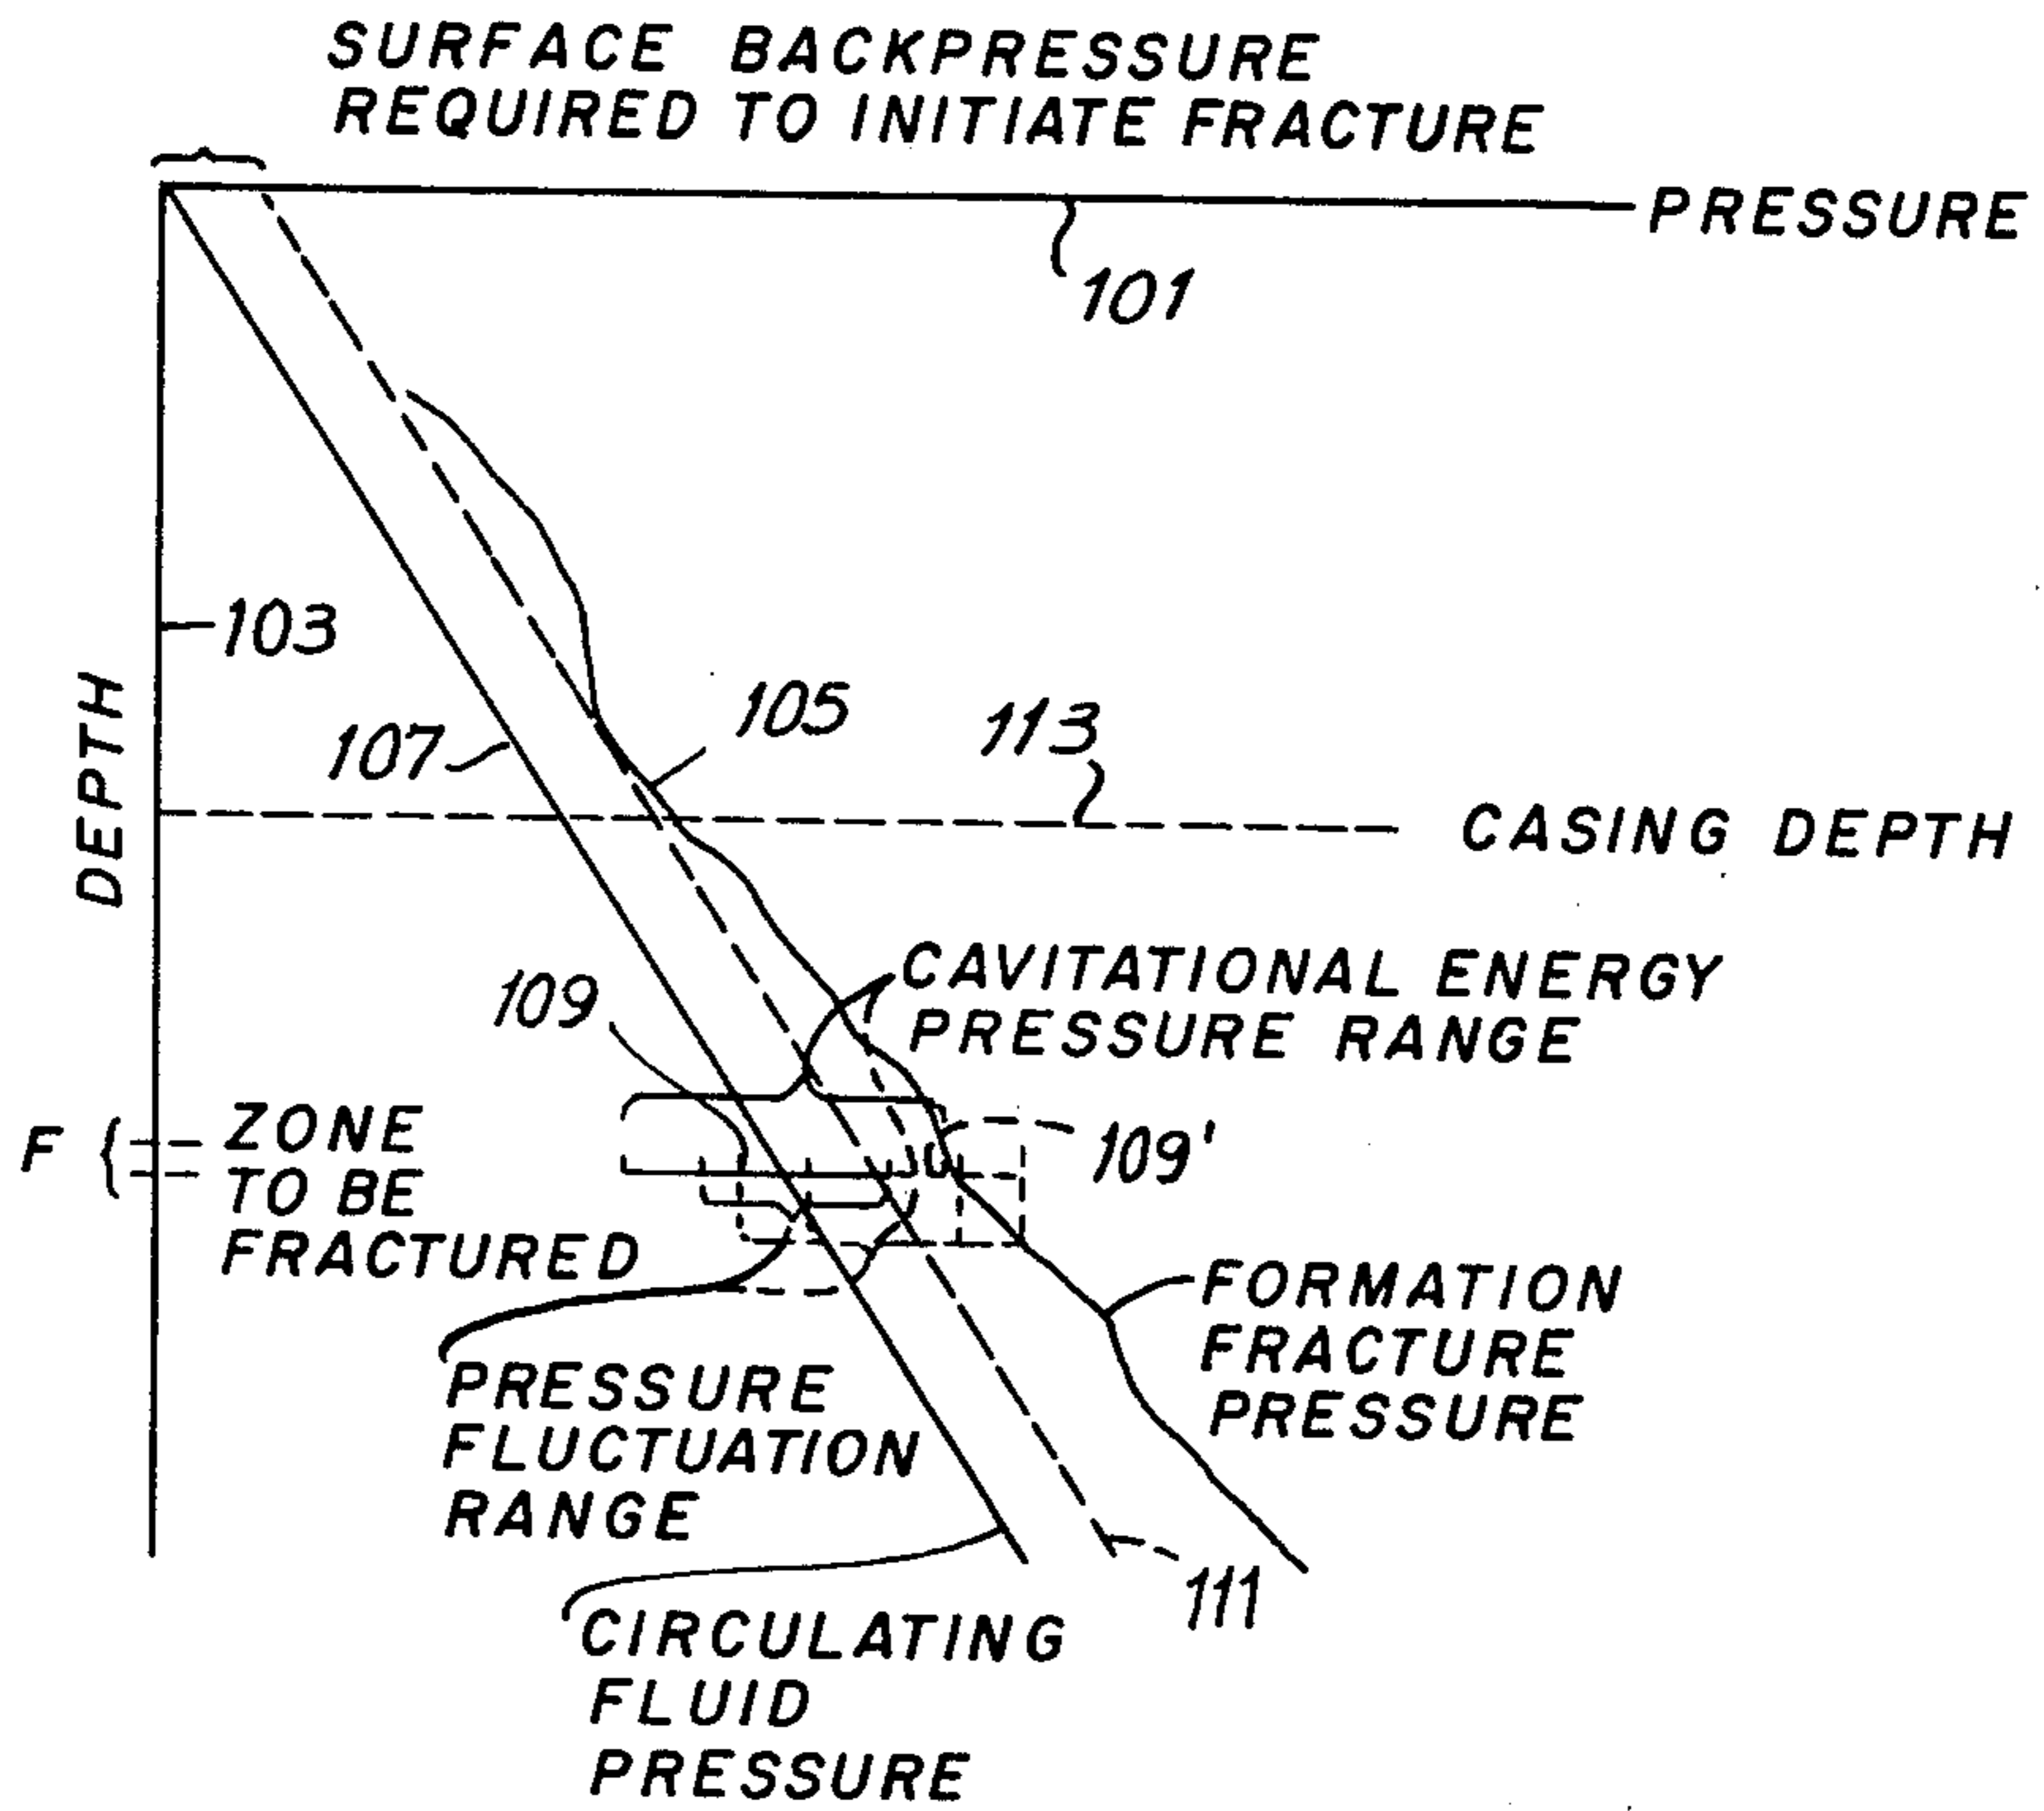 SURFACE BACKPRESSURE
REQUIRED TO INITIATE FRACTURE
PRESSURE
101
103
DEPTH
107
105
113
CASING DEPTH
109
CAVITATIONAL ENERGY
PRESSURE RANGE
F
ZONE
TO BE
FRACTURED
109'
FORMATION
FRACTURE
PRESSURE
PRESSURE
FLUCTUATION
RANGE
111
CIRCULATING
FLUID
PRESSURE